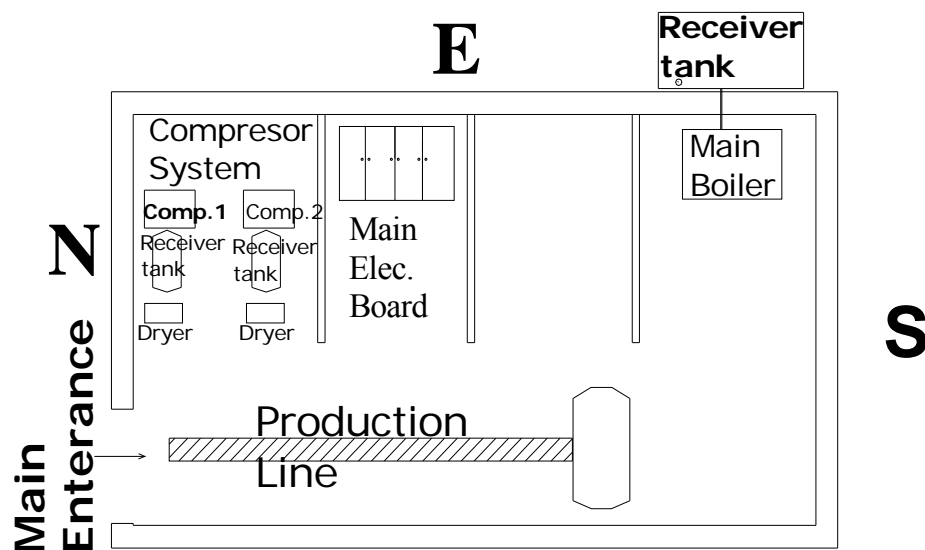 E
Receiver
tank
Compresor
System
Main
Boiler
Comp.1
Comp.2
Receiver
tank
Receiver
tank
Dryer
Dryer
Main
Elec.
Board
N
S
Main
Enterance
Production
Line